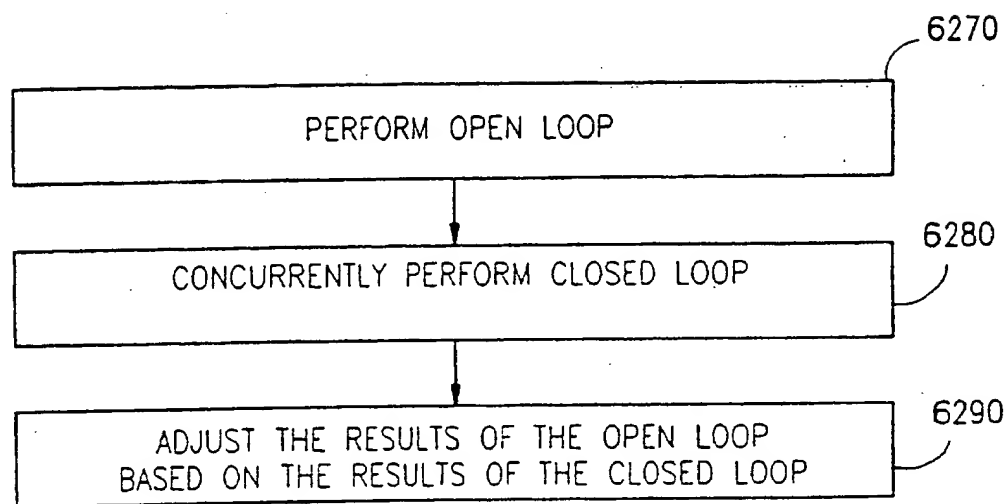 6270
PERFORM OPEN LOOP
6280
CONCURRENTLY PERFORM CLOSED LOOP
6290
ADJUST THE RESULTS OF THE OPEN LOOP
BASED ON THE RESULTS OF THE CLOSED LOOP